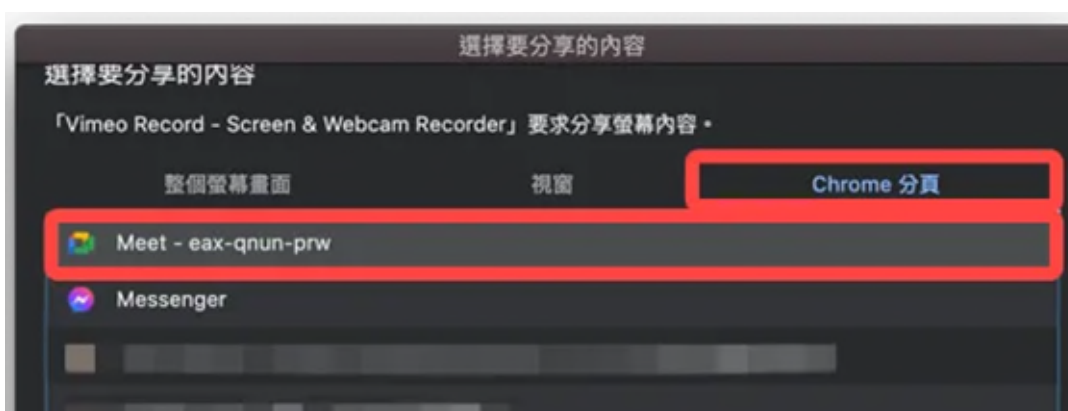 選擇要分享的內容
選擇要分享的內容
「Vimeo Record - Screen & Webcam Recorder」要求分享螢幕內容。
整個螢幕畫面 視窗 Chrome 分頁
Meet - eax-qnun-prw
Messenger